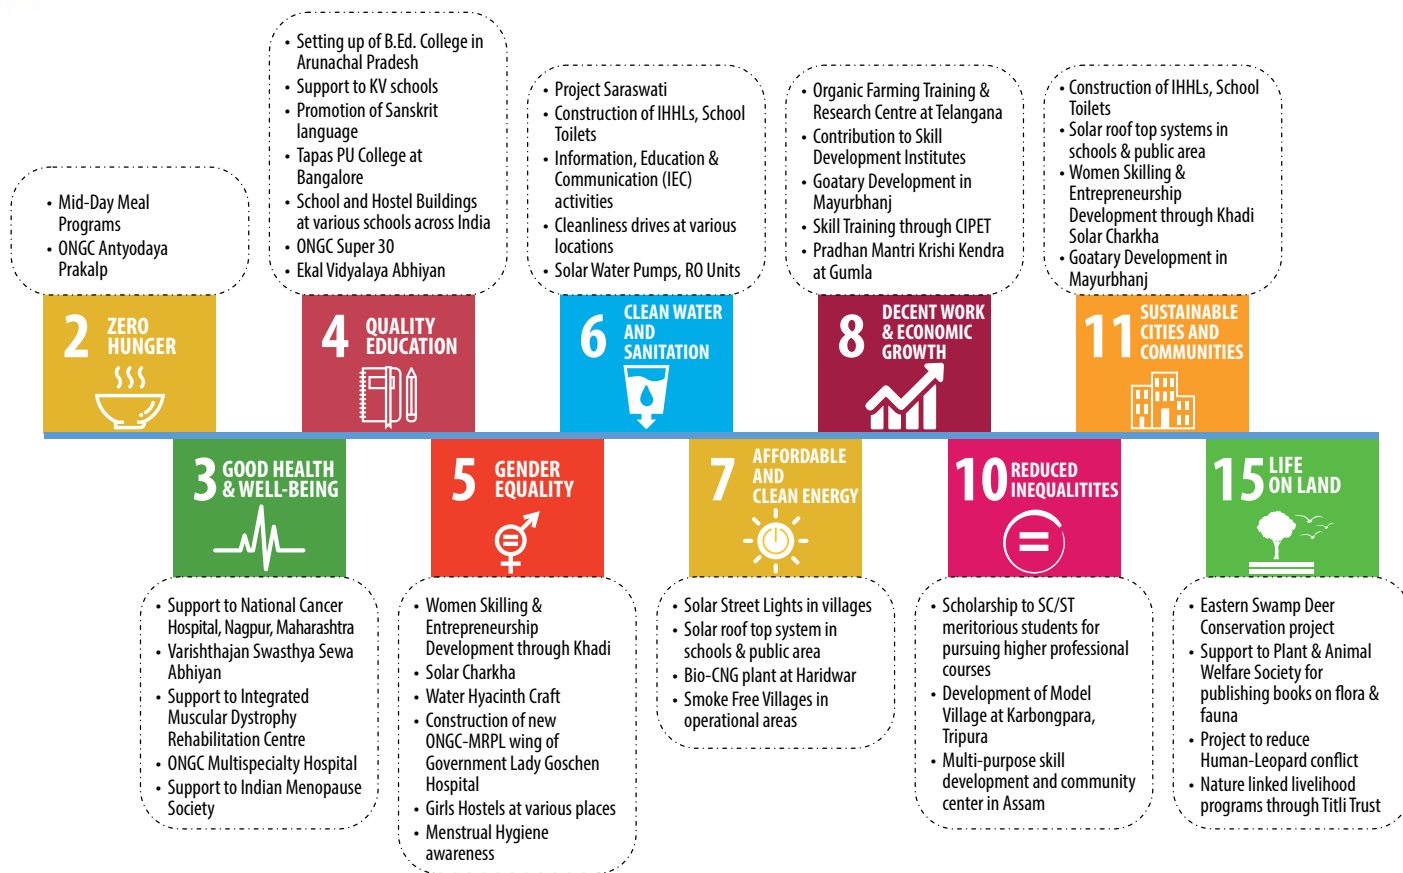 • Mid-Day Meal
Programs
• ONGC Antyodaya
Prakalp
2 ZERO
HUNGER
3 GOOD HEALTH
& WELL-BEING
• Support to National Cancer
Hospital, Nagpur, Maharashtra
• Varishthajan Swasthya Sewa
Abhiyan
• Support to Integrated
Muscular Dystrophy
Rehabilitation Centre
• ONGC Multispecialty Hospital
• Support to Indian Menopause
Society
• Setting up of B.Ed. College in
Arunachal Pradesh
• Support to KV schools
• Promotion of Sanskrit
language
• Tapas PU College at
Bangalore
• School and Hostel Buildings
at various schools across India
• ONGC Super 30
• Ekal Vidyalaya Abhiyan
4 QUALITY
EDUCATION
5 GENDER
EQUALITY
• Women Skilling &
Entrepreneurship
Development through Khadi
• Solar Charkha
• Water Hyacinth Craft
• Construction of new
ONGC-MRPL wing of
Government Lady Goschen
Hospital
• Girls Hostels at various places
• Menstrual Hygiene
awareness
• Project Saraswati
• Construction of IHHLs, School
Toilets
• Information, Education &
Communication (IEC)
activities
• Cleanliness drives at various
locations
• Solar Water Pumps, RO Units
6 CLEAN WATER
AND
SANITATION
7 AFFORDABLE
AND
CLEAN ENERGY
• Solar Street Lights in villages
• Solar roof top system in
schools & public area
• Bio-CNG plant at Haridwar
• Smoke Free Villages in
operational areas
• Organic Farming Training &
Research Centre at Telangana
• Contribution to Skill
Development Institutes
• Goatary Development in
Mayurbhanj
• Skill Training through CIPET
• Pradhan Mantri Krishi Kendra
at Gumla
8 DECENT WORK
& ECONOMIC
GROWTH
10 REDUCED
INEQUALITITES
• Scholarship to SC/ST
meritorious students for
pursuing higher professional
courses
• Development of Model
Village at Karbongpara,
Tripura
• Multi-purpose skill
development and community
center in Assam
• Construction of IHHLs, School
Toilets
• Solar roof top systems in
schools & public area
• Women Skilling &
Entrepreneurship
Development through Khadi
Solar Charkha
• Goatary Development in
Mayurbhanj
11 SUSTAINABLE
CITIES AND
COMMUNITIES
15 LIFE
ON LAND
• Eastern Swamp Deer
Conservation project
• Support to Plant & Animal
Welfare Society for
publishing books on flora &
fauna
• Project to reduce
Human-Leopard conflict
• Nature linked livelihood
programs through Titli Trust